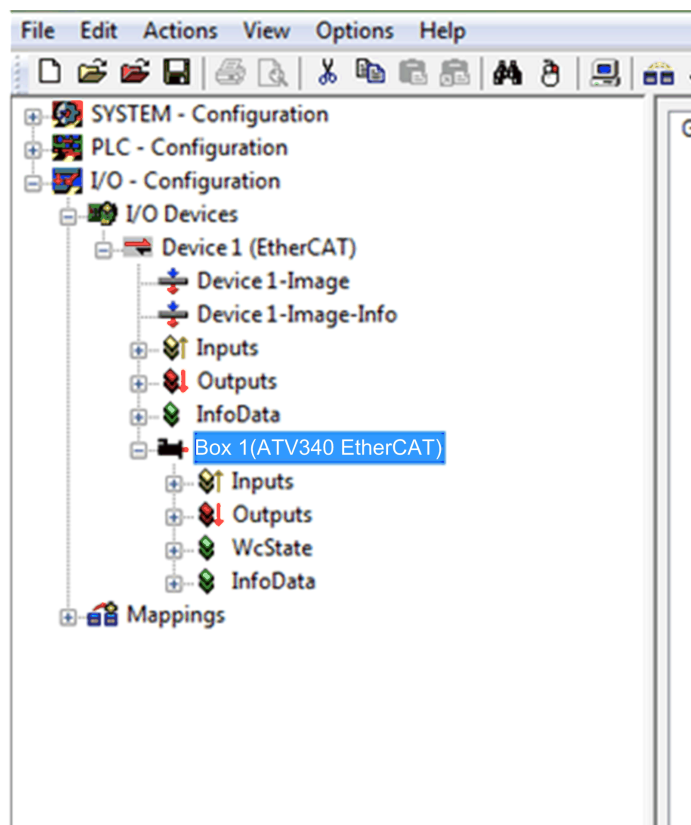 File Edit Actions View Options Help
SYSTEM - Configuration
PLC - Configuration
I/O - Configuration
I/O Devices
Device 1 (EtherCAT)
Device 1-Image
Device 1-Image-Info
Inputs
Outputs
InfoData
Box 1(ATV340 EtherCAT)
Inputs
Outputs
WcState
InfoData
Mappings